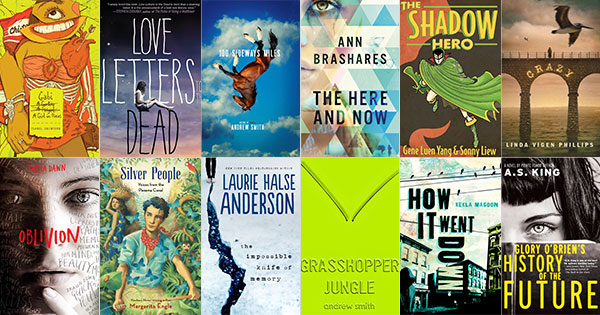 Gabi
A Girl in Pieces
ISABEL QUINTERO
LOVE
LETTERS
DEAD
100 SIDEWAYS MILES
ANDREW SMITH
ANN
BRASHARES
THE HERE
AND NOW
THE
SHADOW
HERO
Gene Luen Yang & Sonny Liew
CRAZY
LINDA VIGEN PHILLIPS
DAWN
OBLIVION
Silver People
Voices from the
Panama Canal
Margarita Engle
LAURIE HALSE
ANDERSON
the
impossible
knife of
memory
GRASSHOPPER
JUNGLE
andrew smith
KEKLA MAGOON
HOW
IT WENT
DOWN
A.S. KING
GLORY O'BRIEN'S
HISTORY
OF THE
FUTURE